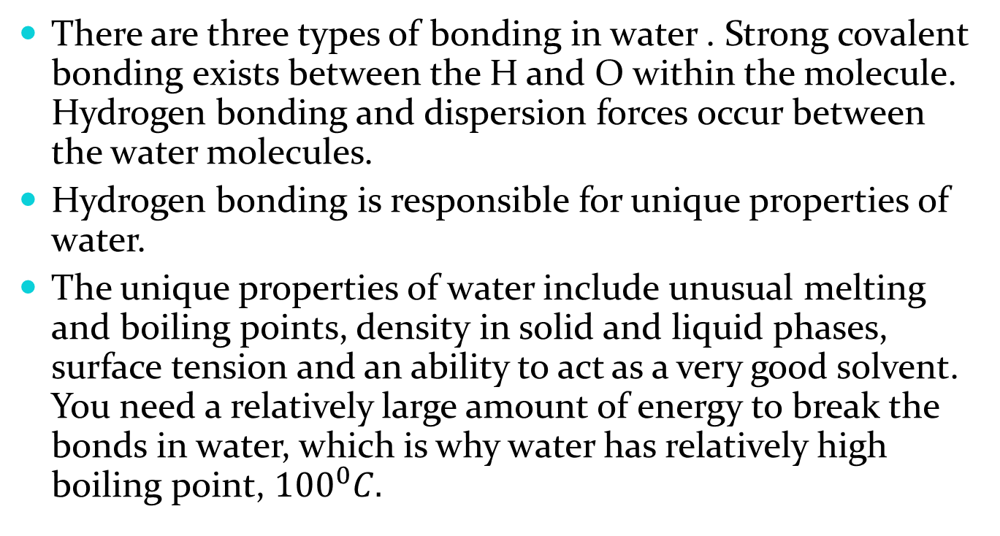 • There are three types of bonding in water . Strong covalent
bonding exists between the H and O within the molecule.
Hydrogen bonding and dispersion forces occur between
the water molecules.
• Hydrogen bonding is responsible for unique properties of
water.
• The unique properties of water include unusual melting
and boiling points, density in solid and liquid phases,
surface tension and an ability to act as a very good solvent.
You need a relatively large amount of energy to break the
bonds in water, which is why water has relatively high
boiling point, 100⁰C.